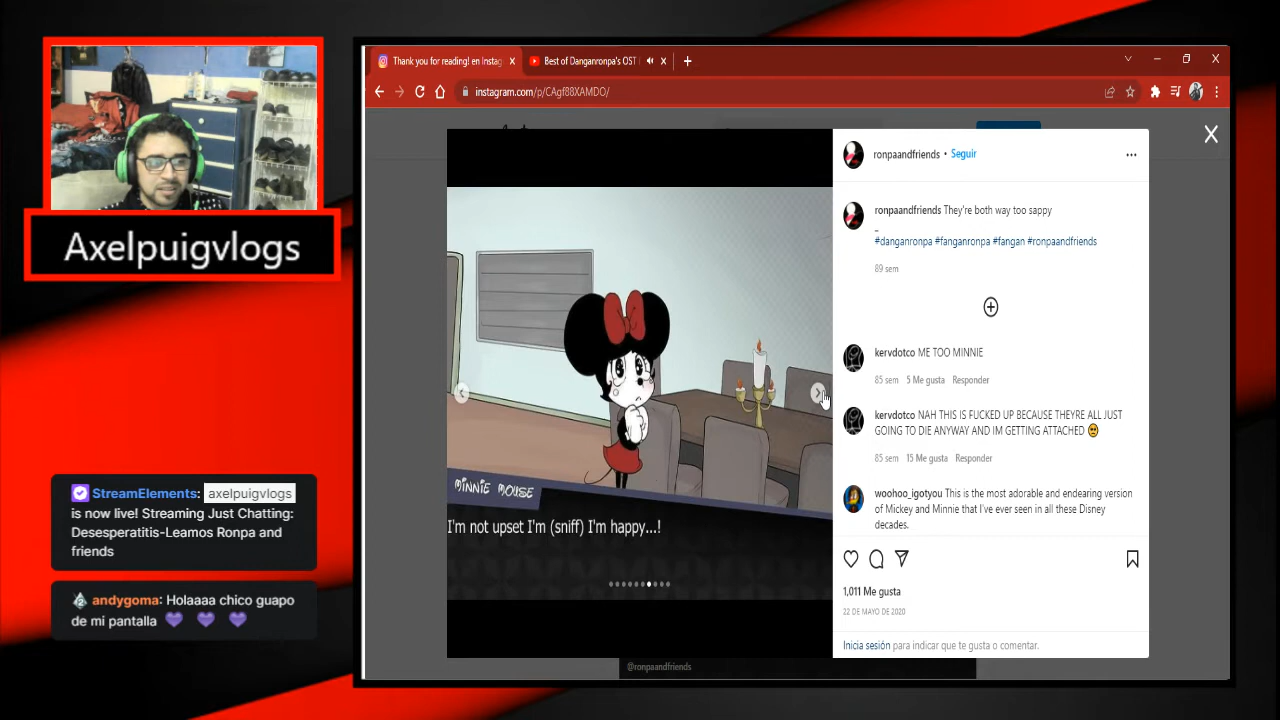 Thank you for reading! en Instag
Best of Danganronpa's OST
instagram.com/p/CAgf88XAMDO/
Axelpuigvlogs
StreamElements: axelpuigvlogs
is now live! Streaming Just Chatting:
Desesperatitis-Leamos Ronpa and
friends
andygoma: Holaaaa chico guapo
de mi pantalla
MINNIE MOUSE
I'm not upset I'm (sniff) I'm happy...!
@ronpaandfriends
ronpaandfriends • Seguir
ronpaandfriends They're both way too sappy
_
#danganronpa #fanganronpa #fangan #ronpaandfriends
89 sem
kervdotco ME TOO MINNIE
85 sem 5 Me gusta Responder
kervdotco NAH THIS IS FUCKED UP BECAUSE THEYRE ALL JUST
GOING TO DIE ANYWAY AND IM GETTING ATTACHED
85 sem 15 Me gusta Responder
woohoo_igotyou This is the most adorable and endearing version
of Mickey and Minnie that I've ever seen in all these Disney
decades.
1,011 Me gusta
22 DE MAYO DE 2020
Inicia sesión para indicar que te gusta o comentar.